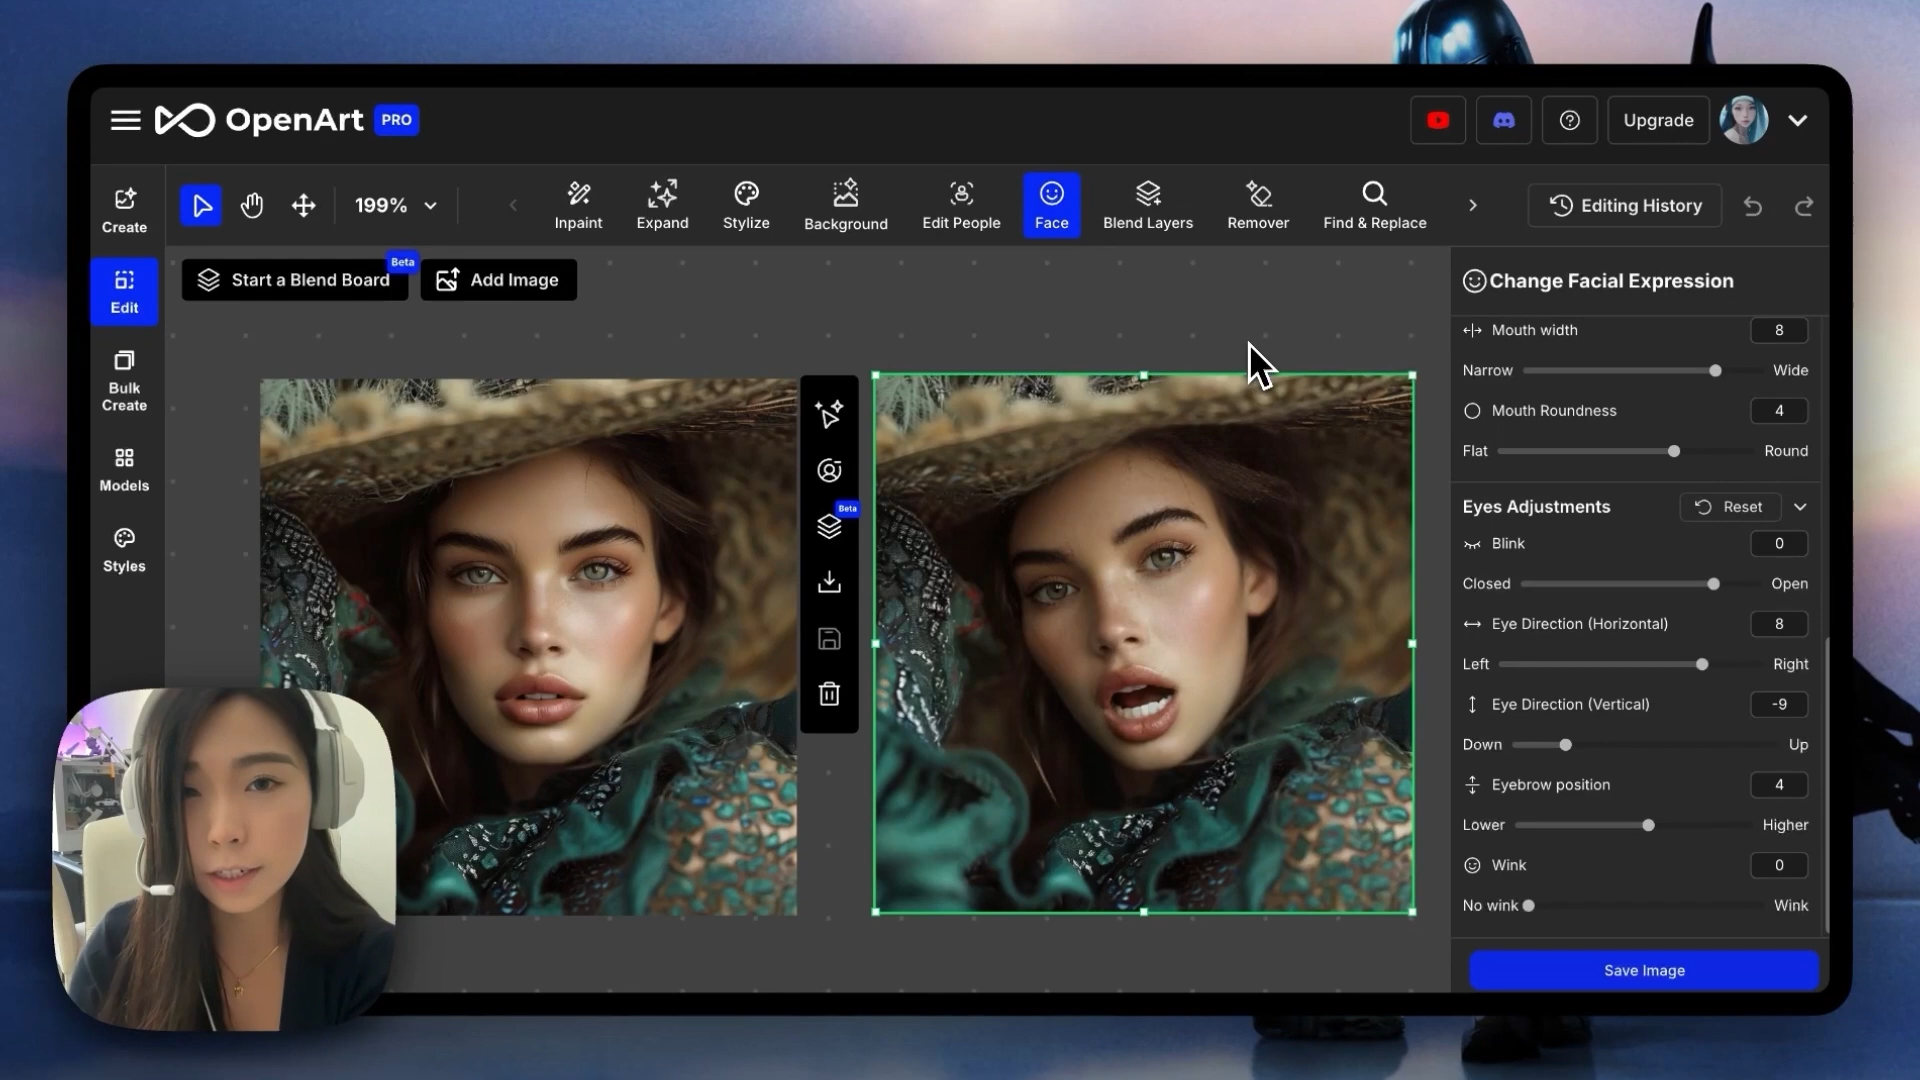 OpenArt PRO
Upgrade
Create
Edit
Bulk
Create
Models
Styles
199%
Inpaint
Expand
Stylize
Background
Edit People
Face
Blend Layers
Remover
Find & Replace
Editing History
Start a Blend Board
Beta
Add Image
Beta
Change Facial Expression
Mouth width 8
Narrow Wide
Mouth Roundness 4
Flat Round
Eyes Adjustments Reset
Blink 0
Closed Open
Eye Direction (Horizontal) 8
Left Right
Eye Direction (Vertical) -9
Down Up
Eyebrow position 4
Lower Higher
Wink 0
No wink Wink
Save Image